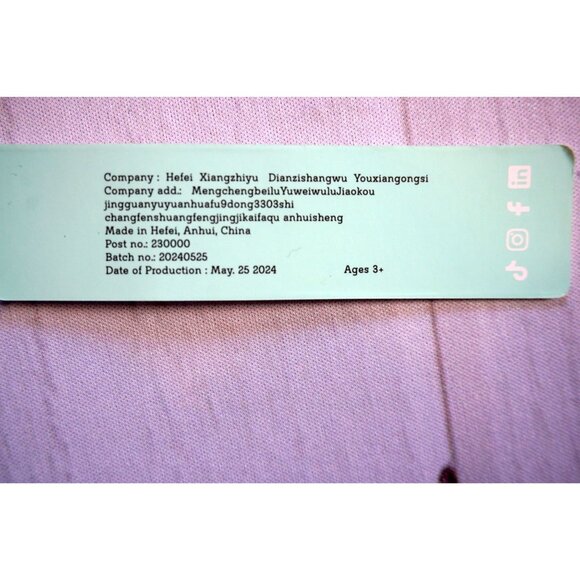 Company : Hefei Xiangzhiyu Dianzishangwu Youxiangongsi
Company add.: MengchengbeiluYuweiwuluJiaokou
jingguanyuyuanhuafu9dong3303shi
changfenshuangfengjingjikaifaqu anhuisheng
Made in Hefei, Anhui, China
Post no.: 230000
Batch no.: 20240525
Date of Production : May. 25 2024 Ages 3+
in